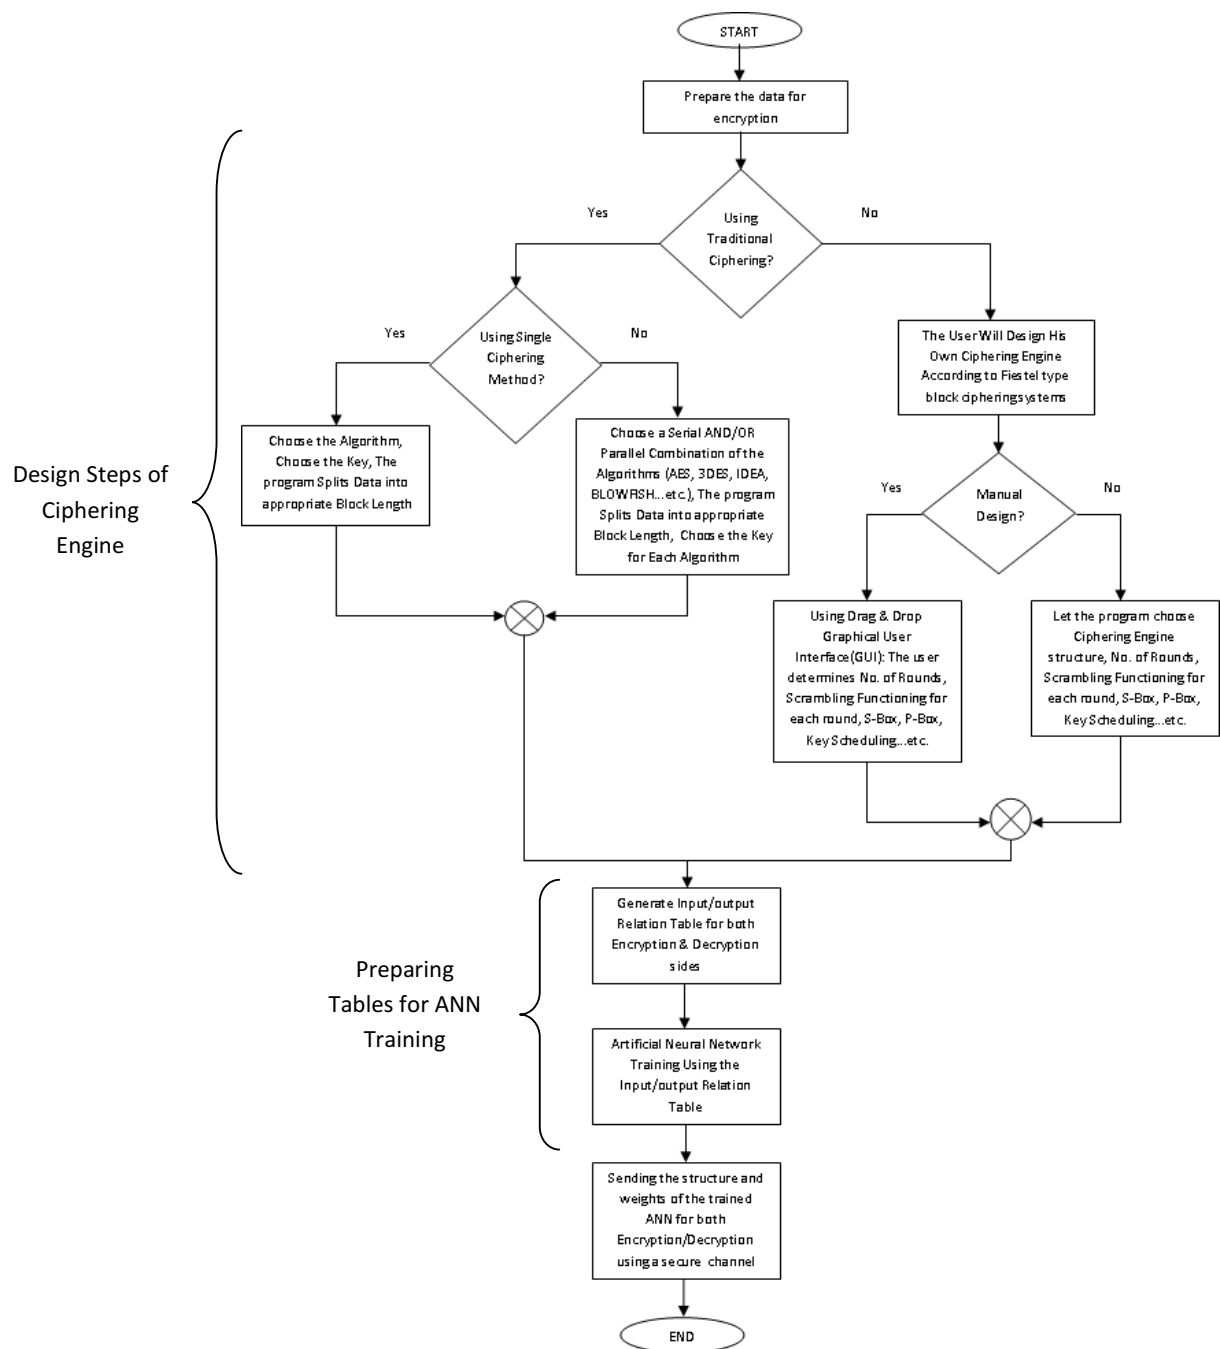 START
Prepare the data for
encryption
Yes
No
Using
Traditional
Ciphering?
Yes
No
Using Single
Ciphering
Method?
The User Will Design His
Own Ciphering Engine
According to Fiestel type
block ciphering systems
Choose the Algorithm,
Choose the Key, The
program Splits Data into
appropriate Block Length
Choose a Serial AND/OR
Parallel Combination of the
Algorithms (AES, 3DES, IDEA,
BLOWFISH...etc.), The program
Splits Data into appropriate
Block Length, Choose the Key
for Each Algorithm
Design Steps of
Ciphering
Engine
Yes
No
Manual
Design?
Using Drag & Drop
Graphical User
Interface(GUI): The user
determines No. of Rounds,
Scrambling Functioning for
each round, S-Box, P-Box,
Key Scheduling...etc.
Let the program choose
Ciphering Engine
structure, No. of Rounds,
Scrambling Functioning for
each round, S-Box, P-Box,
Key Scheduling...etc.
Generate Input/output
Relation Table for both
Encryption & Decryption
sides
Preparing
Tables for ANN
Training
Artificial Neural Network
Training Using the
Input/output Relation
Table
Sending the structure and
weights of the trained
ANN for both
Encryption/Decryption
using a secure channel
END